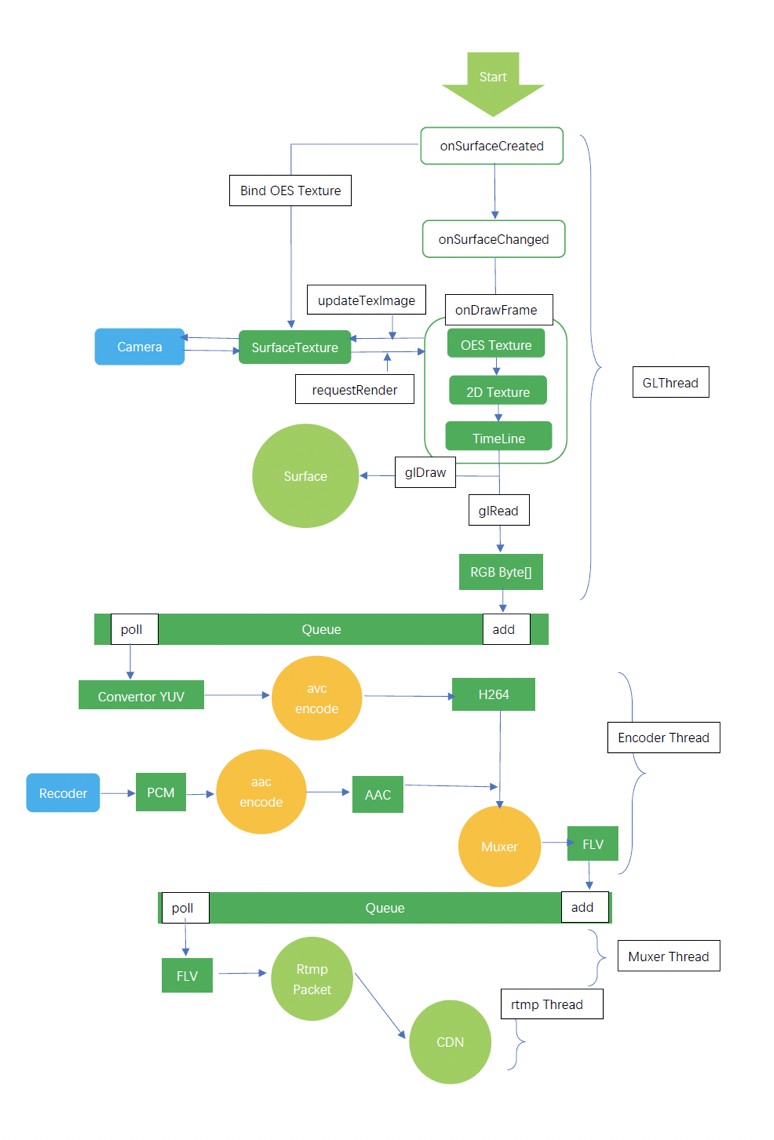 Start
onSurfaceCreated
Bind OES Texture
onSurfaceChanged
updateTexImage
onDrawFrame
Camera
SurfaceTexture
OES Texture
requestRender
2D Texture
GLThread
TimeLine
Surface
glDraw
glRead
RGB Byte[]
poll
Queue
add
Convertor YUV
avc
encode
H264
Encoder Thread
Recoder
PCM
aac
encode
AAC
Muxer
FLV
poll
Queue
add
FLV
Rtmp
Packet
Muxer Thread
rtmp Thread
CDN